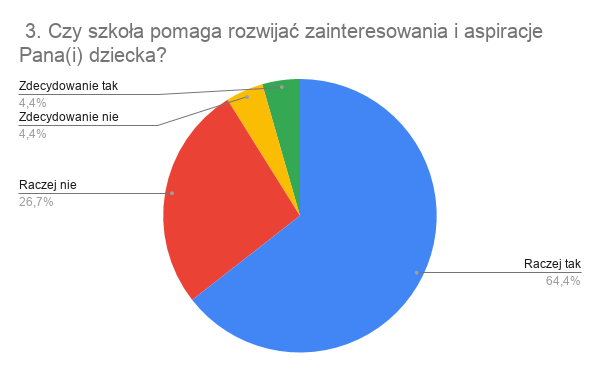 3. Czy szkoła pomaga rozwijać zainteresowania i aspiracje
Pana(i) dziecka?
Zdecydowanie tak
4,4%
Zdecydowanie nie
4,4%
Raczej nie
26,7%
Raczej tak
64,4%